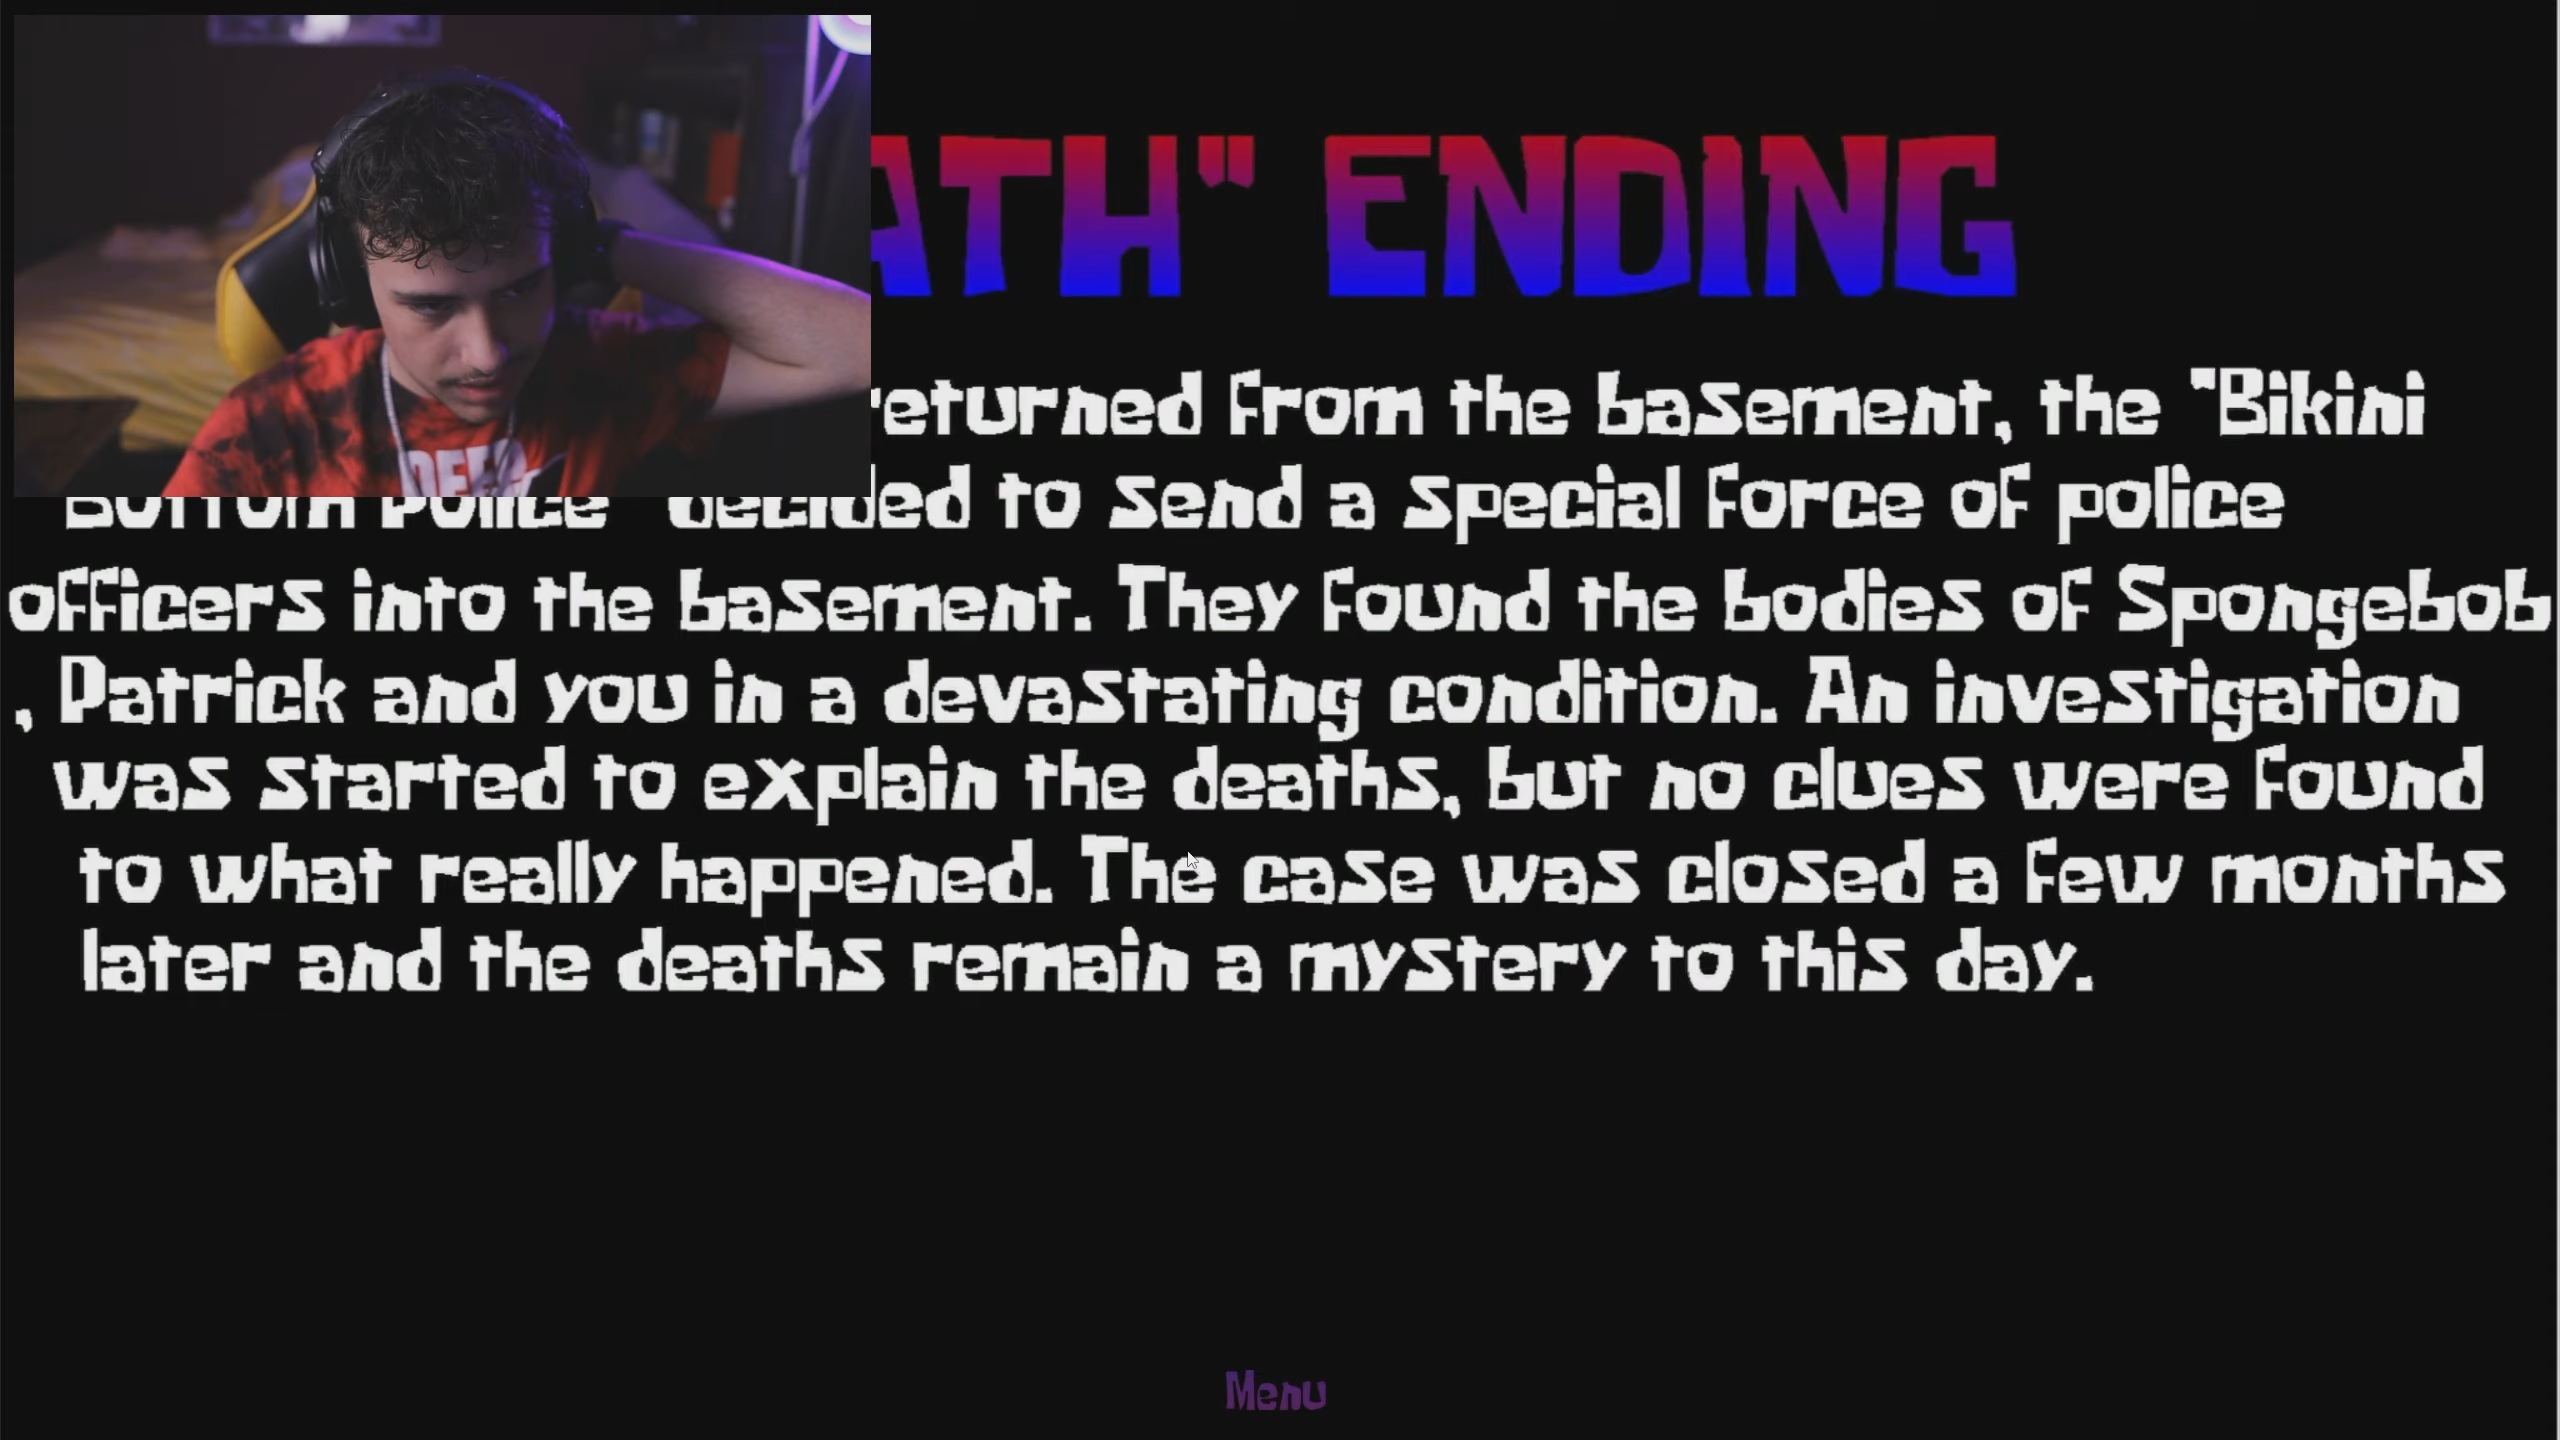 ATH" ENDING
returned from the basement, the "Bikini
Bottom Police" decided to send a special force of police
officers into the basement. They found the bodies of Spongebob
, Patrick and you in a devastating condition. An investigation
was started to explain the deaths, but no clues were found
to what really happened. The case was closed a few months
later and the deaths remain a mystery to this day.
Menu